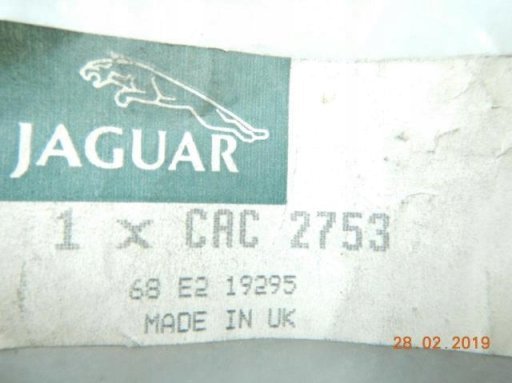 JAGUAR
1 x CAC 2753
68 E2 19295
MADE IN UK
28.02.2019